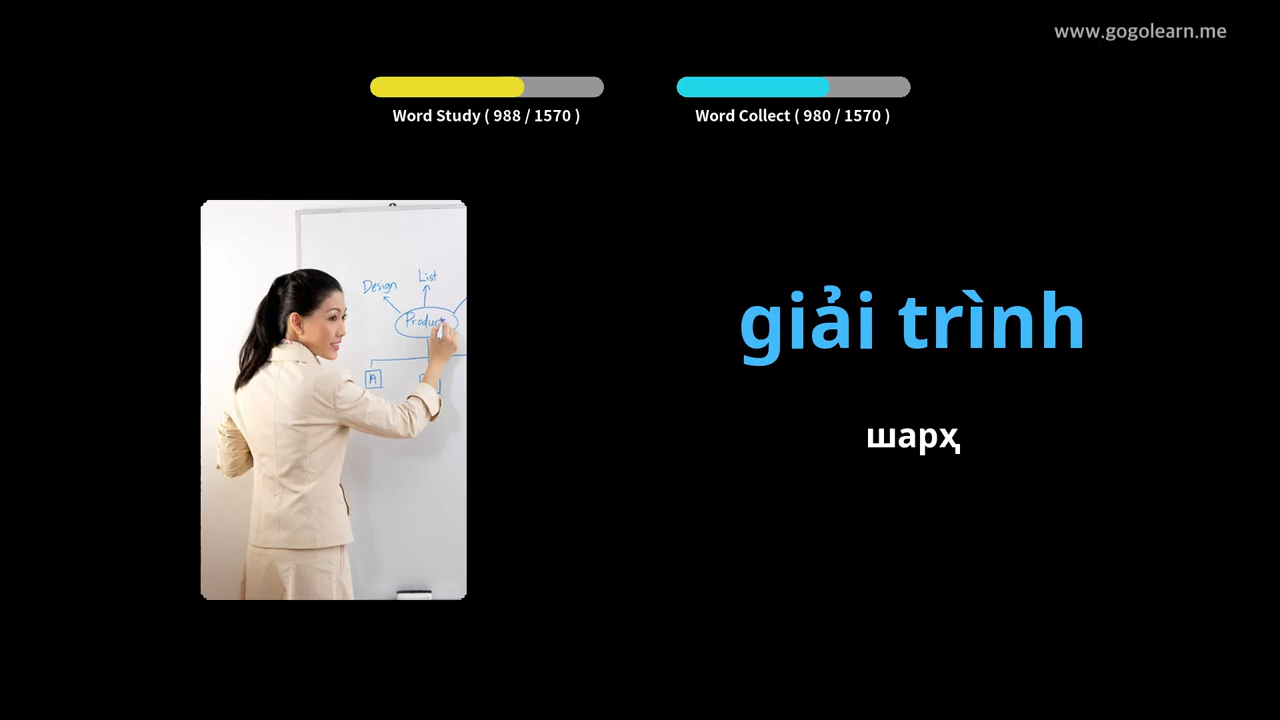 www.gogolearn.me
Word Study ( 988 / 1570 )
Word Collect ( 980 / 1570 )
Design
List
Product
A
giải trình
шарҳ